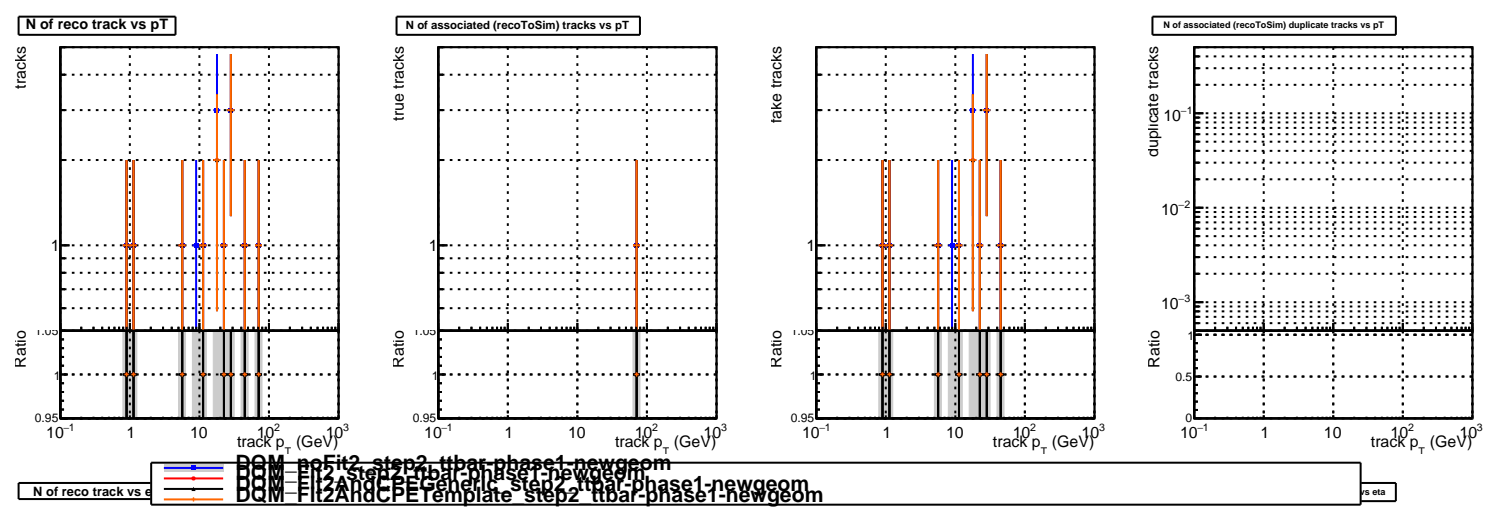 N of reco track vs pT
N of associated (recoToSim) tracks vs pT
N of associated (recoToSim) duplicate tracks vs pT
tracks
1
1.05
Ratio
0.95
10⁻¹ 1 10 10² 10³
track p_T (GeV)
true tracks
1
1.05
Ratio
0.95
10⁻¹ 1 10 10² 10³
track p_T (GeV)
fake tracks
1
1.05
Ratio
0.95
10⁻¹ 1 10 10² 10³
track p_T (GeV)
duplicate tracks
10⁻¹
10⁻²
10⁻³
Ratio
1
0.5
0
10⁻¹ 1 10 10² 10³
track p_T (GeV)
DQM_noFit2_step2_ttbar-phase1-newgeom
DQM_Fit2_step2_ttbar-phase1-newgeom
DQM_Fit2AndCPEGeneric_step2_ttbar-phase1-newgeom
DQM_Fit2AndCPETemplate_step2_ttbar-phase1-newgeom
N of reco track vs e
vs eta